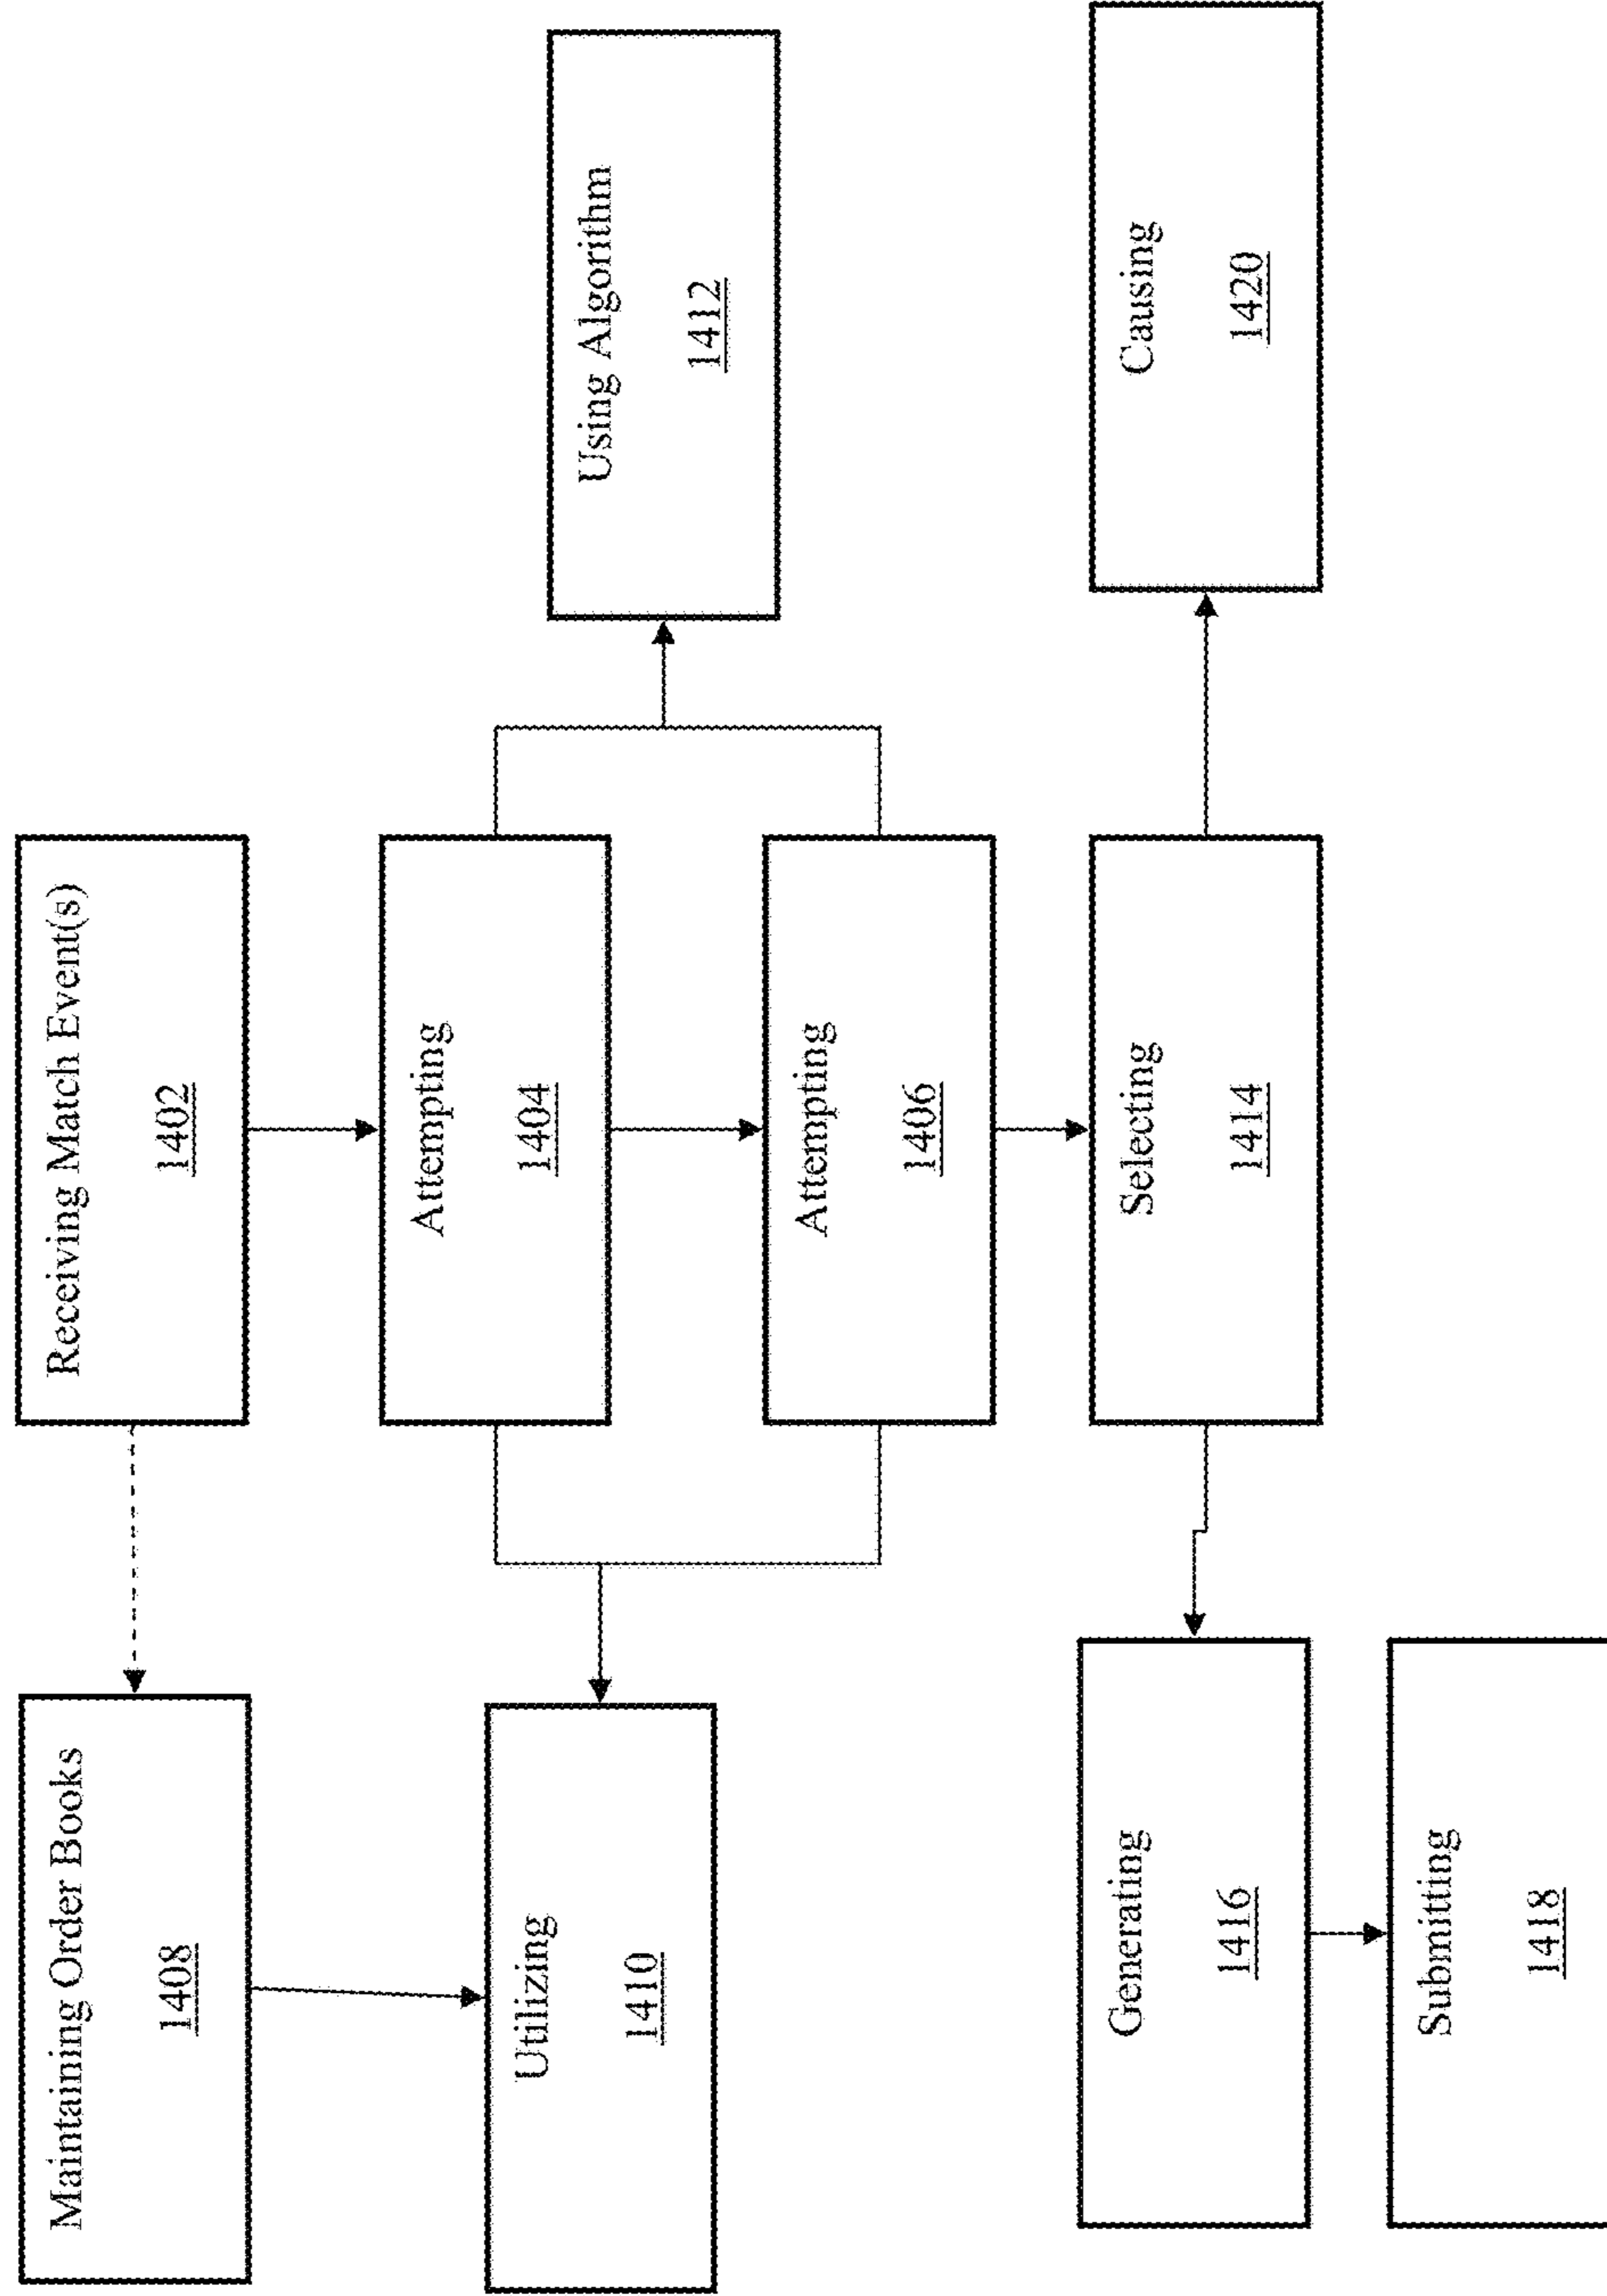 Maintaining Order Books
1408
Receiving Match Event(s)
1402
Attempting
1404
Utilizing
1410
Using Algorithm
1412
Attempting
1406
Generating
1416
Selecting
1414
Causing
1420
Submitting
1418